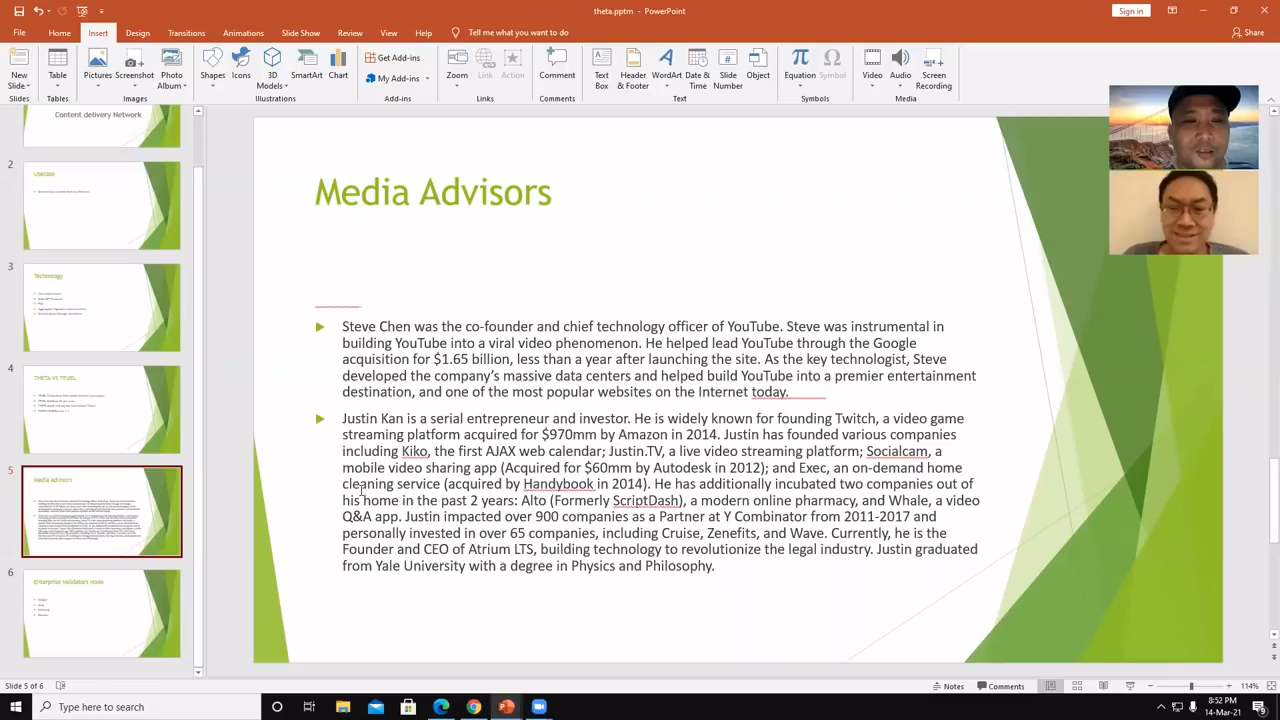 theta.pptm - PowerPoint
Sign in
File Home Insert Design Transitions Animations Slide Show Review View Help Tell me what you want to do Share
New Slide
Table
Pictures
Screenshot
Photo Album
Shapes
Icons
3D Models
SmartArt
Chart
Get Add-ins
My Add-ins
Zoom
Link
Action
Comment
Text Box
Header & Footer
WordArt
Date & Time
Slide Number
Object
Equation
Symbol
Video
Audio
Screen Recording
Slides Tables Images Illustrations Add-ins Links Comments Text Symbols Media
Content delivery Network
2
Usecase
3
Technology
4
THETA VS TFUEL
5
Media Advisors
6
Enterprise Validators nook
Media Advisors
Steve Chen was the co-founder and chief technology officer of YouTube. Steve was instrumental in
building YouTube into a viral video phenomenon. He helped lead YouTube through the Google
acquisition for $1.65 billion, less than a year after launching the site. As the key technologist, Steve
developed the company's massive data centers and helped build YouTube into a premier entertainment
destination, and one of the most popular websites on the Internet today.
Justin Kan is a serial entrepreneur and investor. He is widely known for founding Twitch, a video game
streaming platform acquired for $970mm by Amazon in 2014. Justin has founded various companies
including Kiko, the first AJAX web calendar; Justin.TV, a live video streaming platform; Socialcam, a
mobile video sharing app (Acquired for $60mm by Autodesk in 2012); and Exec, an on-demand home
cleaning service (acquired by Handybook in 2014). He has additionally incubated two companies out of
his home in the past 2 years: Alto (Formerly ScriptDash), a modern online pharmacy, and Whale, a video
Q&A app. Justin impacted over 900 companies as a Partner at Y Combinator from 2011-2017 and
personally invested in over 65 companies, including Cruise, Zenefits, and Wave. Currently, he is the
Founder and CEO of Atrium LTS, building technology to revolutionize the legal industry. Justin graduated
from Yale University with a degree in Physics and Philosophy.
Slide 5 of 6
Notes Comments 114%
Type here to search
8:52 PM
14-Mar-21